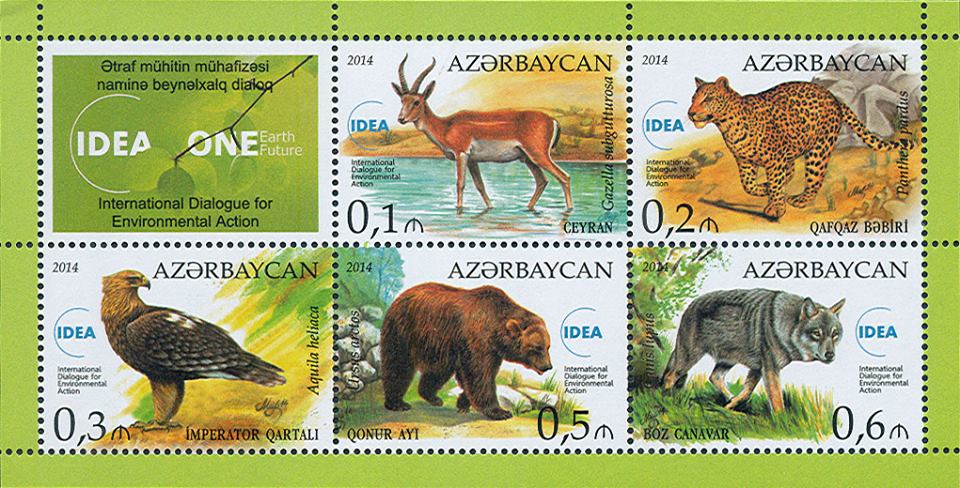 Ətraf mühitin mühafizəsi
naminə beynəlxalq dialoq
IDEA ONE Earth
Future
International Dialogue for
Environmental Action
2014 AZƏRBAYCAN
Gazella subgutturosa
IDEA
International
Dialogue for
Environmental
Action
0,1₼ CEYRAN
2014 AZƏRBAYCAN
Panthera pardus
IDEA
International
Dialogue for
Environmental
Action
0,2₼ QAFQAZ BƏBİRİ
2014 AZƏRBAYCAN
Aquila heliaca
IDEA
International
Dialogue for
Environmental
Action
0,3₼ İMPERATOR QARTALI
2014 AZƏRBAYCAN
Ursus arctos
IDEA
International
Dialogue for
Environmental
Action
QONUR AYI 0,5₼
2014 AZƏRBAYCAN
Canis lupus
IDEA
International
Dialogue for
Environmental
Action
BOZ CANAVAR 0,6₼